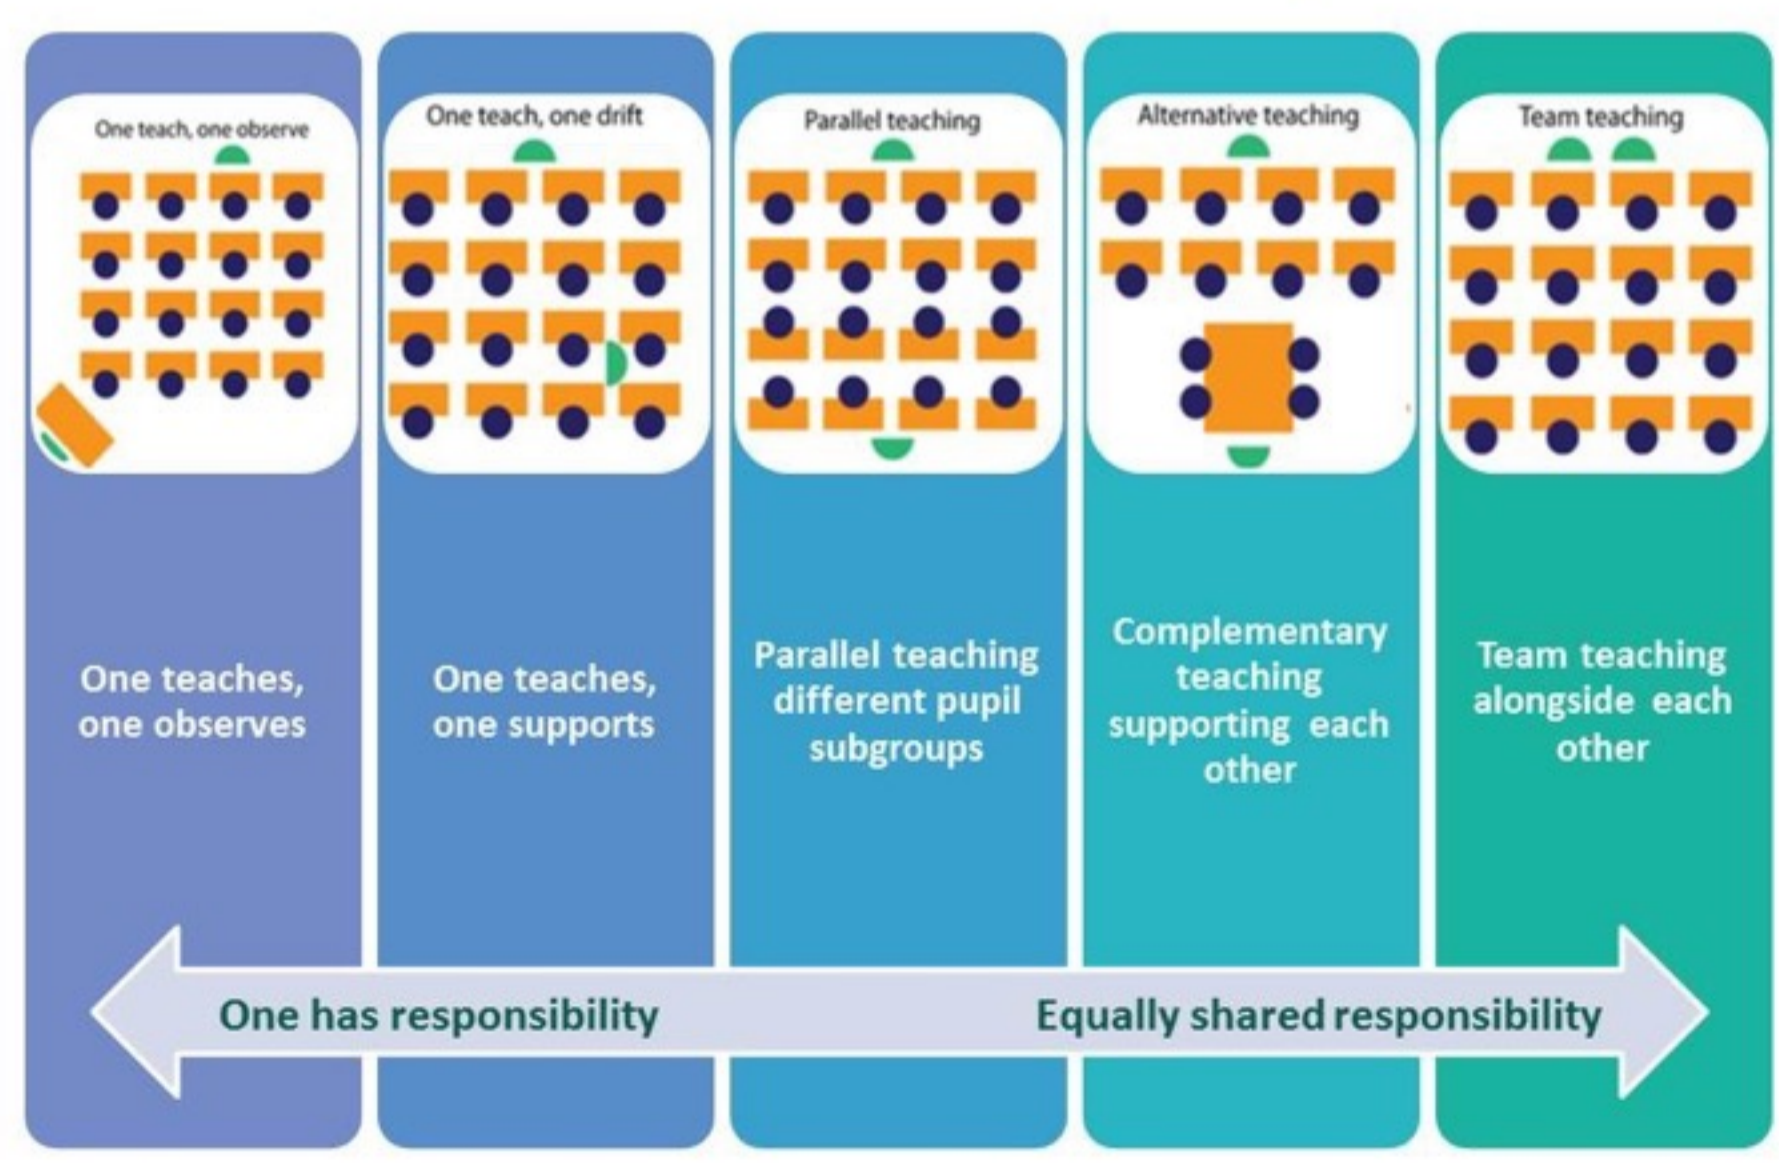 One teach, one observe
One teaches,
one observes
One teach, one drift
One teaches,
one supports
Parallel teaching
Parallel teaching
different pupil
subgroups
Alternative teaching
Complementary
teaching
supporting each
other
Team teaching
Team teaching
alongside each
other
One has responsibility
Equally shared responsibility